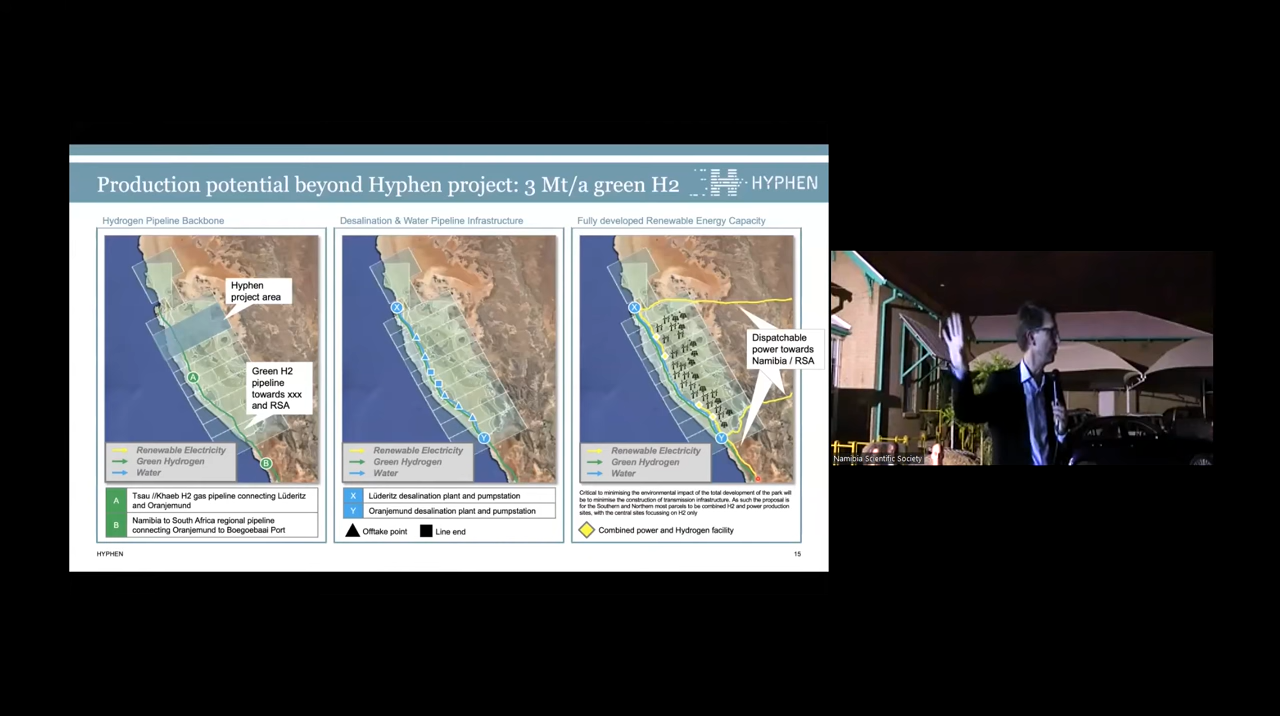 Production potential beyond Hyphen project: 3 Mt/a green H2
HYPHEN
Hydrogen Pipeline Backbone
Hyphen
project area
Green H2
pipeline
towards xxx
and RSA
A
B
Renewable Electricity
Green Hydrogen
Water
A Tsau //Khaeb H2 gas pipeline connecting Lüderitz
and Oranjemund
B Namibia to South Africa regional pipeline
connecting Oranjemund to Boegoebaai Port
Desalination & Water Pipeline Infrastructure
X
Y
Renewable Electricity
Green Hydrogen
Water
X Lüderitz desalination plant and pumpstation
Y Oranjemund desalination plant and pumpstation
Offtake point Line end
Fully developed Renewable Energy Capacity
X
Dispatchable
power towards
Namibia / RSA
Y
Renewable Electricity
Green Hydrogen
Water
Critical to minimising the environmental impact of the total development of the park will
be to minimise the construction of transmission infrastructure. As such the proposal is
for the Southern and Northern most parcels to be combined H2 and power production
sites, with the central sites focussing on H2 only
Combined power and Hydrogen facility
HYPHEN
15
Namibia Scientific Society